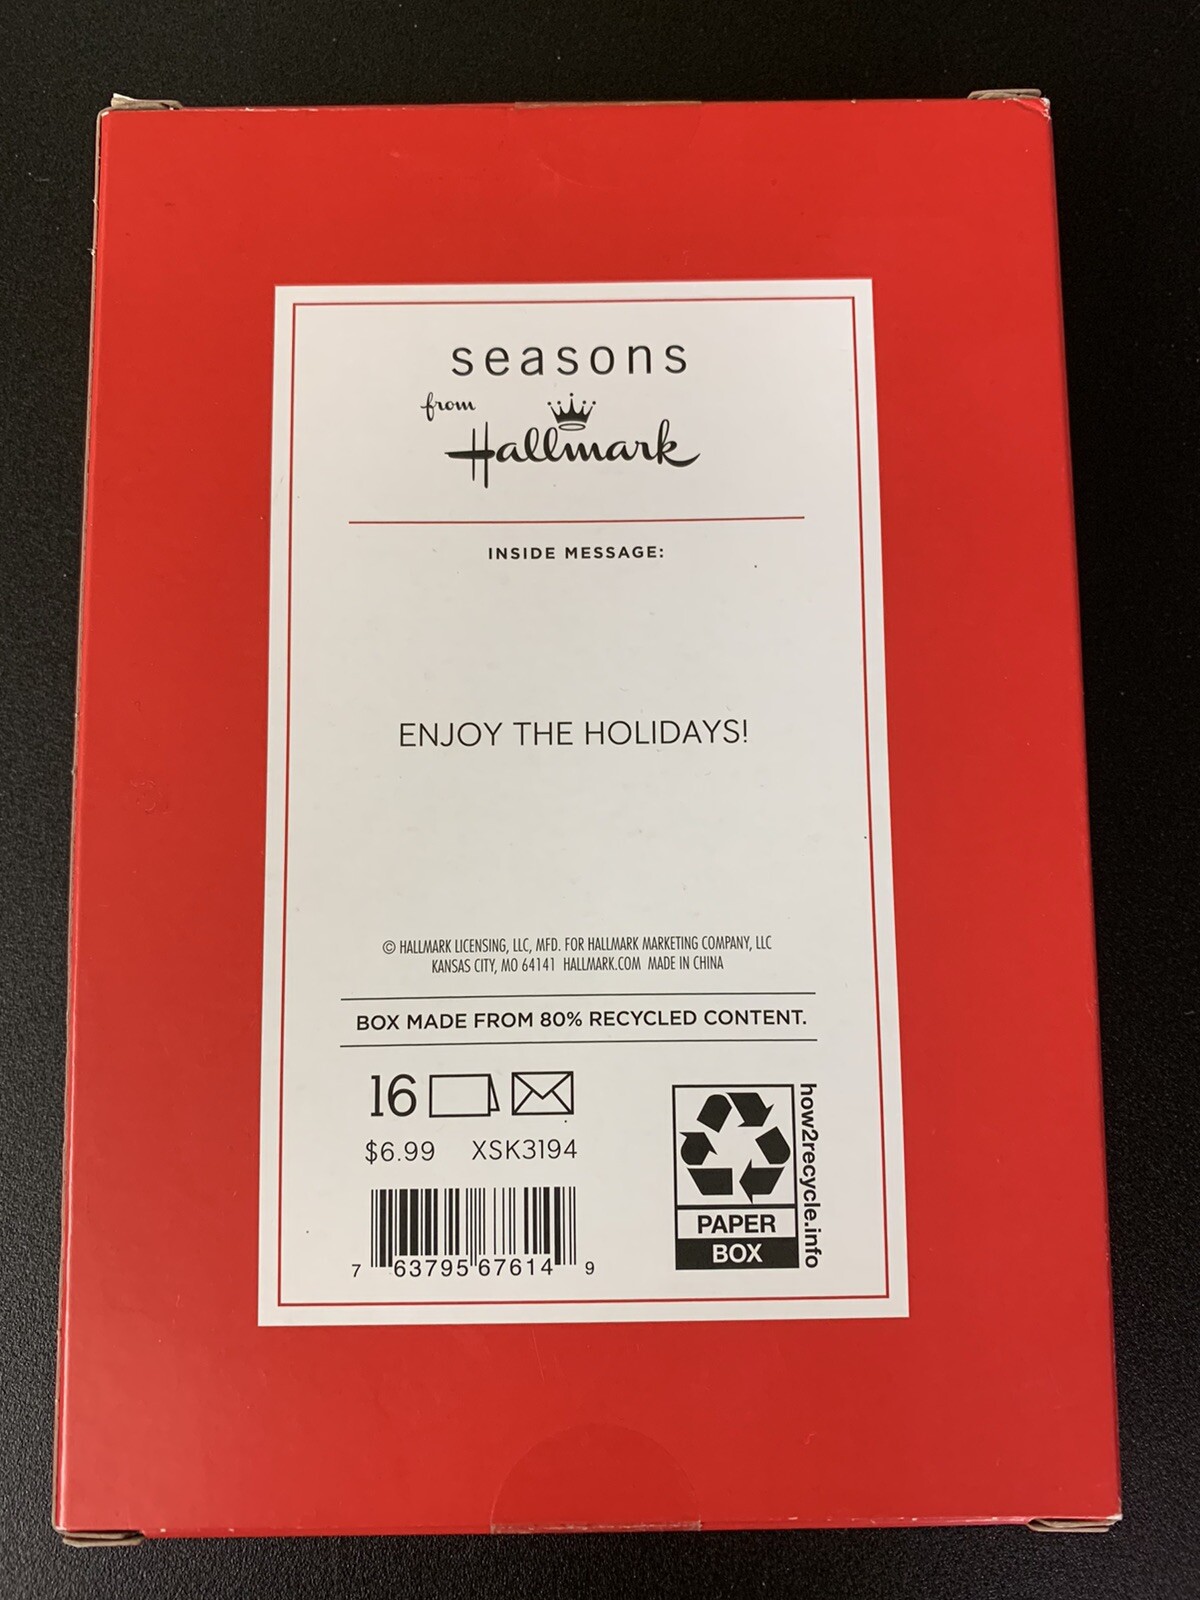 seasons
from
Hallmark
INSIDE MESSAGE:
ENJOY THE HOLIDAYS!
© HALLMARK LICENSING, LLC, MFD. FOR HALLMARK MARKETING COMPANY, LLC
KANSAS CITY, MO 64141 HALLMARK.COM MADE IN CHINA
BOX MADE FROM 80% RECYCLED CONTENT.
16
$6.99 XSK3194
7 63795 67614 9
PAPER
BOX
how2recycle.info